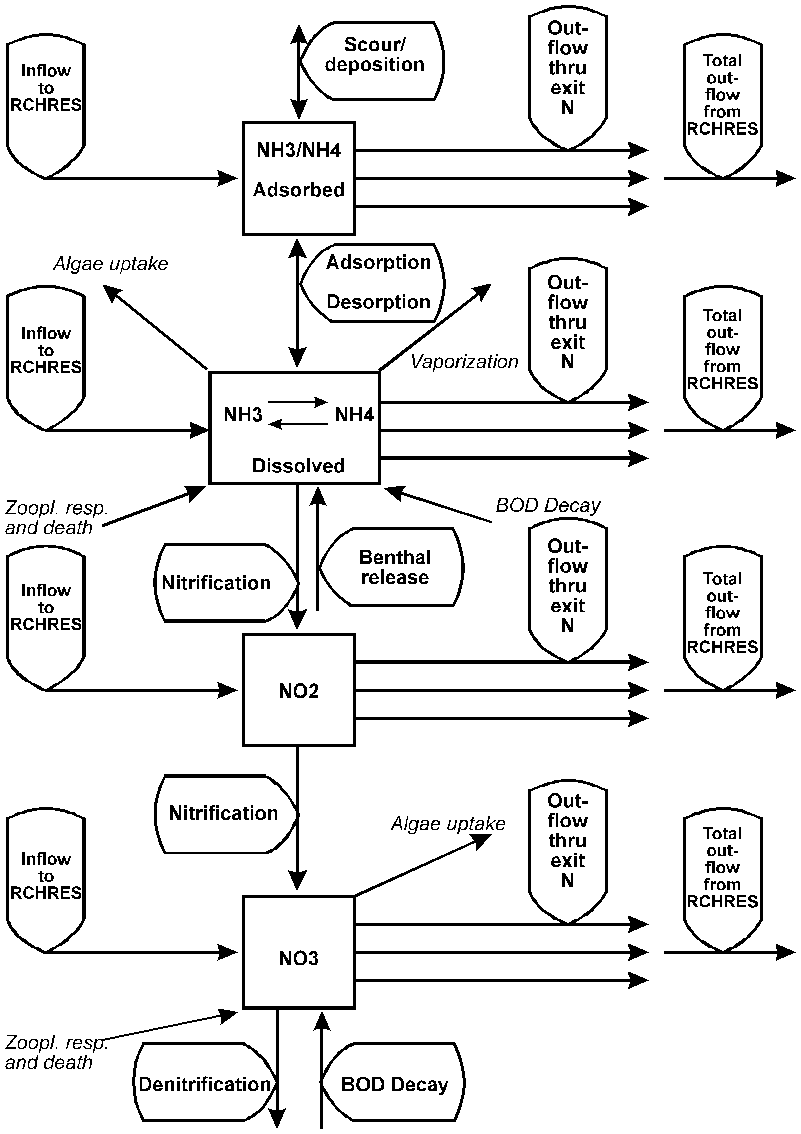 Scour/
deposition
Inflow
to
RCHRES
NH3/NH4
Adsorbed
Out-
flow
thru
exit
N
Total
out-
flow
from
RCHRES
Adsorption
Desorption
Algae uptake
Vaporization
Inflow
to
RCHRES
NH3
NH4
Dissolved
Out-
flow
thru
exit
N
Total
out-
flow
from
RCHRES
Zoopl. resp.
and death
BOD Decay
Nitrification
Benthal
release
Inflow
to
RCHRES
NO2
Out-
flow
thru
exit
N
Total
out-
flow
from
RCHRES
Nitrification
Algae uptake
Inflow
to
RCHRES
NO3
Out-
flow
thru
exit
N
Total
out-
flow
from
RCHRES
Zoopl. resp.
and death
Denitrification
BOD Decay